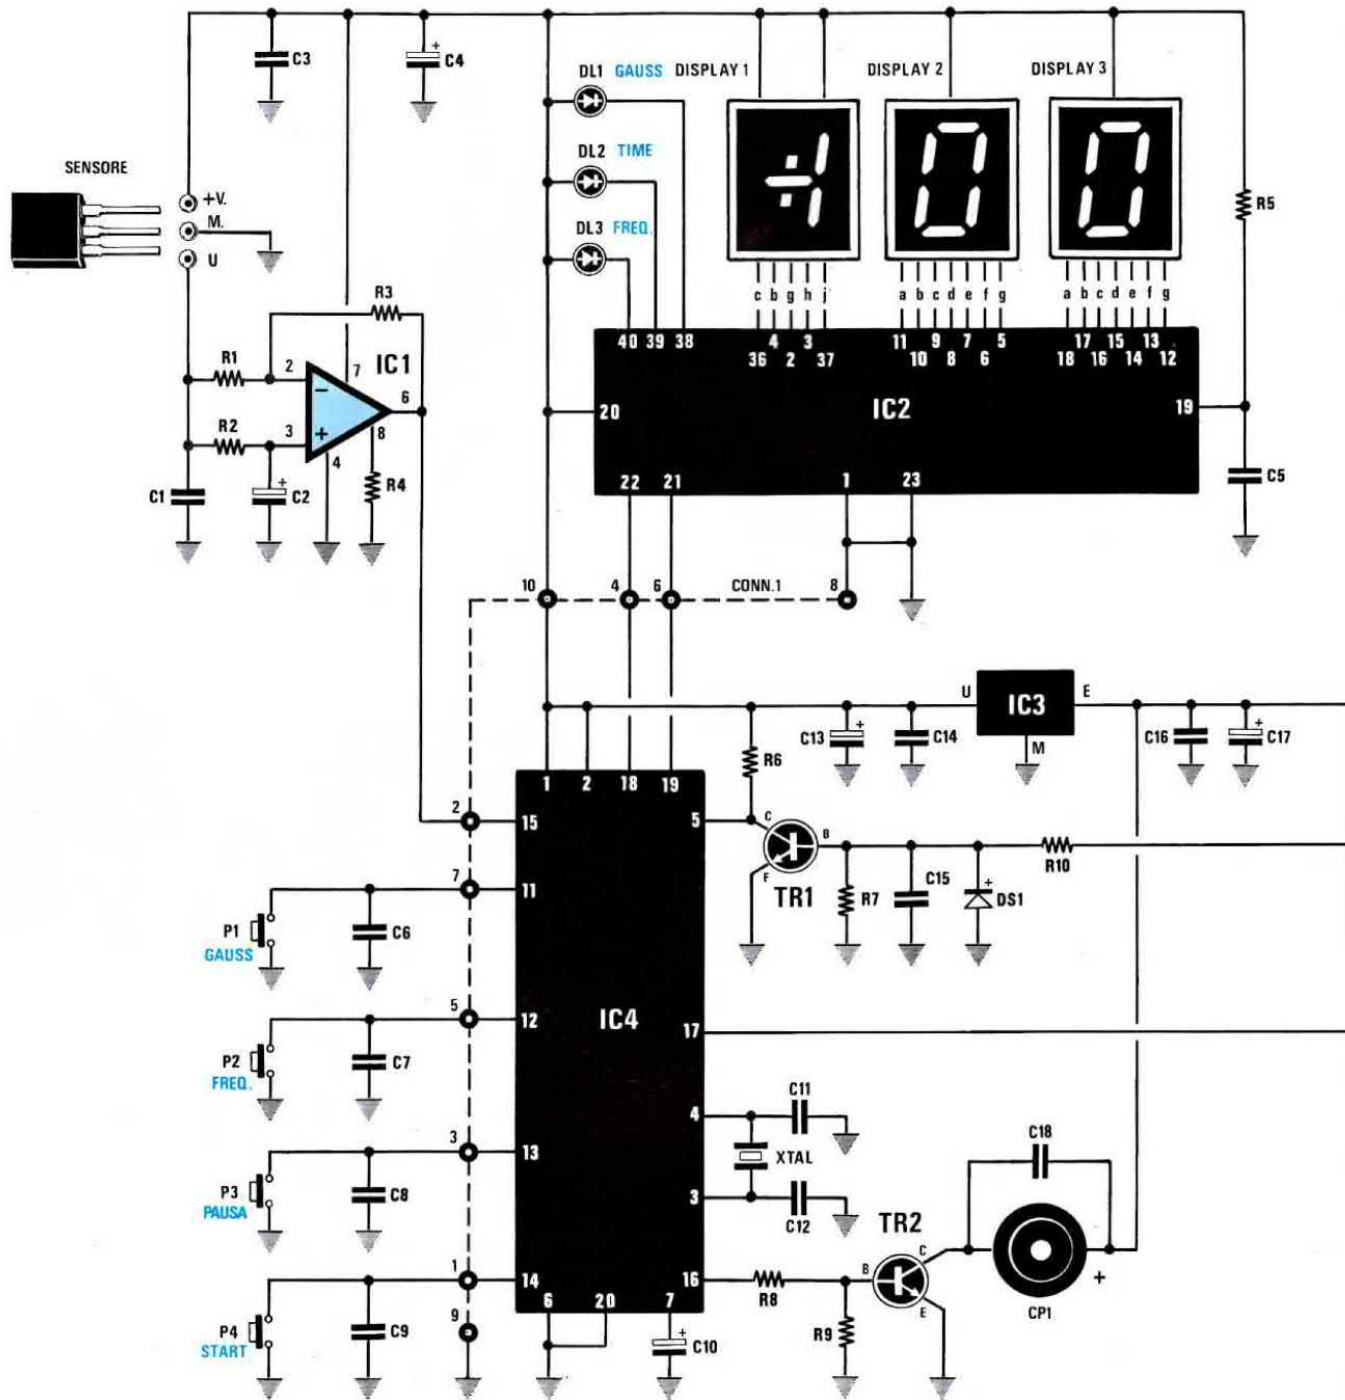 C3
C4
DL1 GAUSS
DISPLAY 1
DISPLAY 2
DISPLAY 3
SENSORE
DL2 TIME
+V.
M.
U
DL3 FREQ.
R5
c b g h j
a b c d e f g
a b c d e f g
R3
40 39 38
36 4 2 3 37
11 10 9 8 7 6 5
18 17 16 15 14 13 12
R1
2
IC1
7
6
20
IC2
19
R2
3
8
4
R4
C1
+
C2
22 21
1
23
C5
10
4
6
CONN.1
8
U
IC3
E
M
C13
+
C14
C16
+
C17
R6
1 2 18 19
2
15
5
C
B
E
TR1
R7
C15
+
DS1
R10
7
11
P1
GAUSS
C6
5
12
IC4
17
P2
FREQ.
C7
4
C11
XTAL
3
C12
3
13
P3
PAUSA
C8
C18
TR2
C
B
E
+
CP1
1
14
16
R8
R9
6
20
7
9
P4
START
C9
+
C10